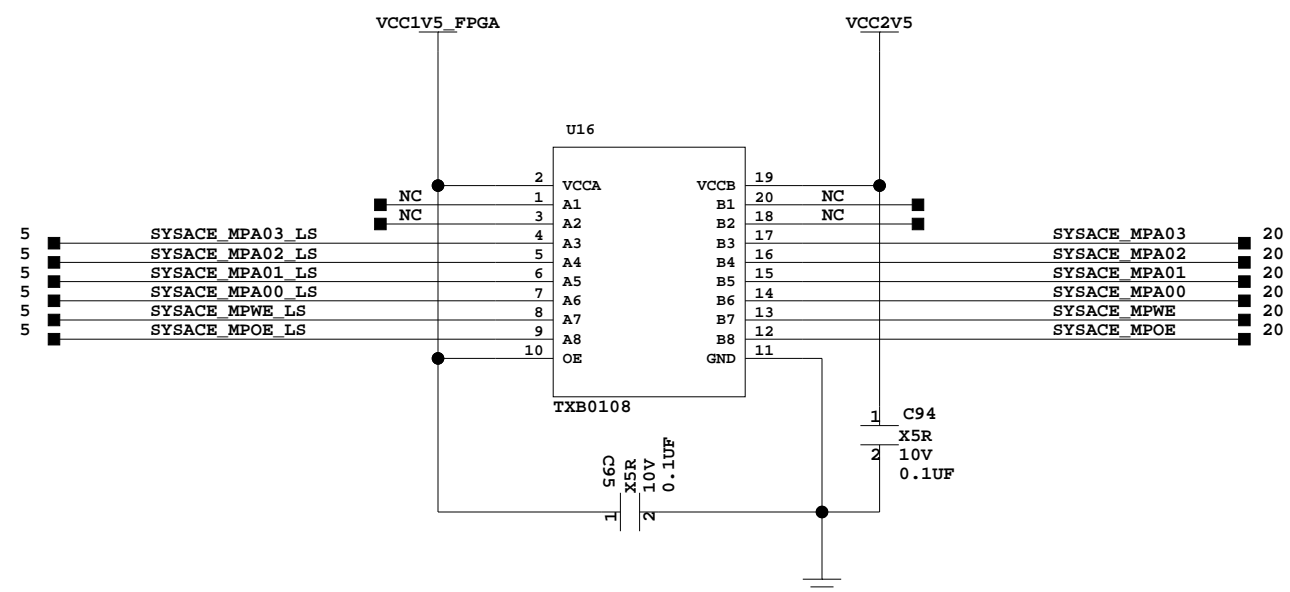 VCC1V5_FPGA
VCC2V5
U16
2 VCCA VCCB 19
NC 1 A1 B1 20 NC
NC 3 A2 B2 18 NC
5 SYSACE_MPA03_LS 4 A3 B3 17 SYSACE_MPA03 20
5 SYSACE_MPA02_LS 5 A4 B4 16 SYSACE_MPA02 20
5 SYSACE_MPA01_LS 6 A5 B5 15 SYSACE_MPA01 20
5 SYSACE_MPA00_LS 7 A6 B6 14 SYSACE_MPA00 20
5 SYSACE_MPWE_LS 8 A7 B7 13 SYSACE_MPWE 20
5 SYSACE_MPOE_LS 9 A8 B8 12 SYSACE_MPOE 20
10 OE GND 11
TXB0108
1 C94
X5R
2 10V
0.1UF
C95
X5R
10V
0.1UF
1 2